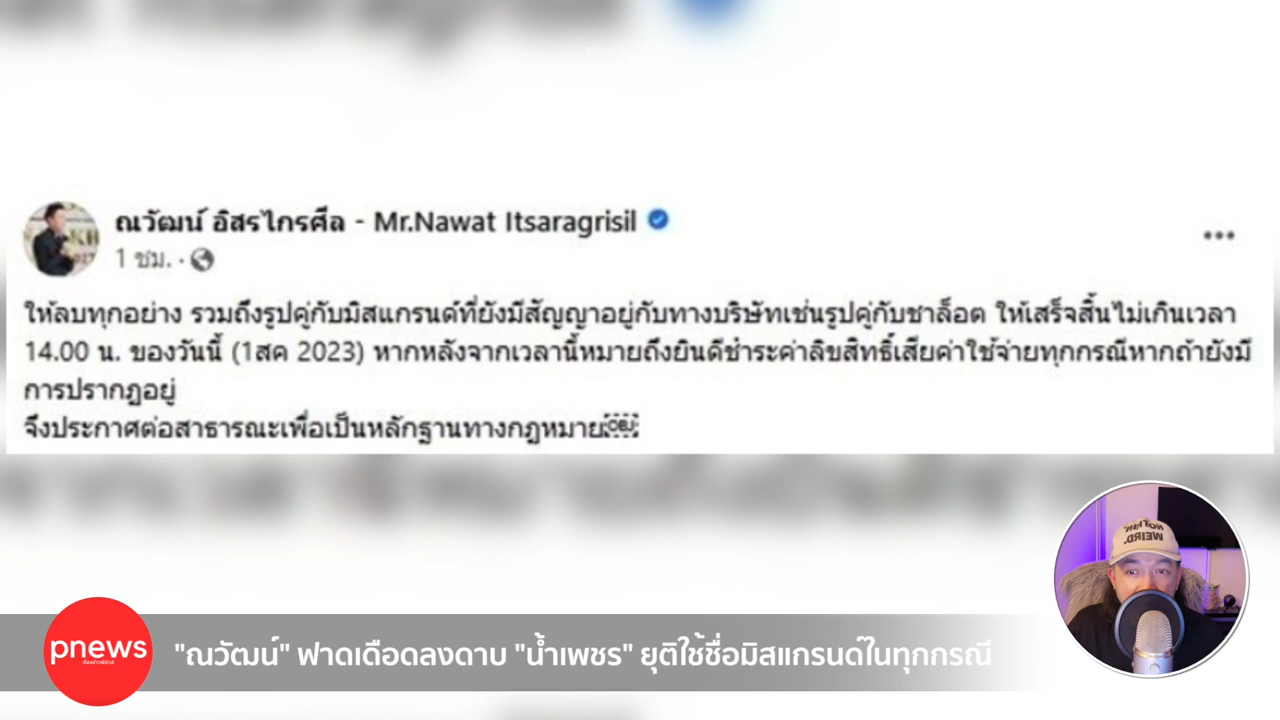 ณวัฒน์ อิสรไกรศีล - Mr.Nawat Itsaragrisil
1 ชม. ·
ให้ลบทุกอย่าง รวมถึงรูปคู่กับมิสแกรนด์ที่ยังมีสัญญาอยู่กับทางบริษัทเช่นรูปคู่กับชาล็อต ให้เสร็จสิ้นไม่เกินเวลา
14.00 น. ของวันนี้ (1สค 2023) หากหลังจากเวลานี้หมายถึงยินดีชำระค่าลิขสิทธิ์เสียค่าใช้จ่ายทุกกรณีหากถ้ายังมี
การปรากฏอยู่
จึงประกาศต่อสาธารณะเพื่อเป็นหลักฐานทางกฎหมาย
NOT WEIRD.
pnews
"ณวัฒน์" ฟาดเดือดลงดาบ "น้ำเพชร" ยุติใช้ชื่อมิสแกรนด์ในทุกกรณี